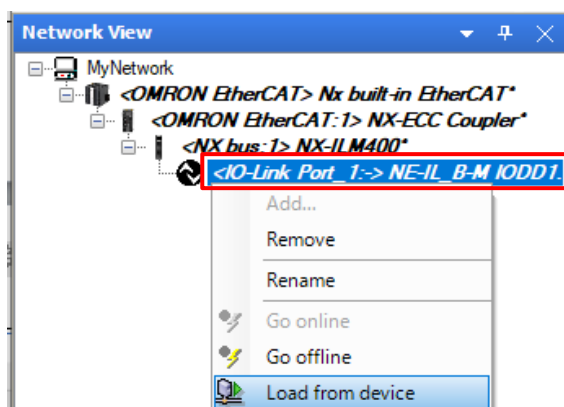 Network View
MyNetwork
<OMRON EtherCAT> Nx built-in EtherCAT*
<OMRON EtherCAT:1> NX-ECC Coupler*
<NX bus:1> NX-ILM400*
<IO-Link Port_1:-> NE-IL_B-M IODD1.
Add...
Remove
Rename
Go online
Go offline
Load from device